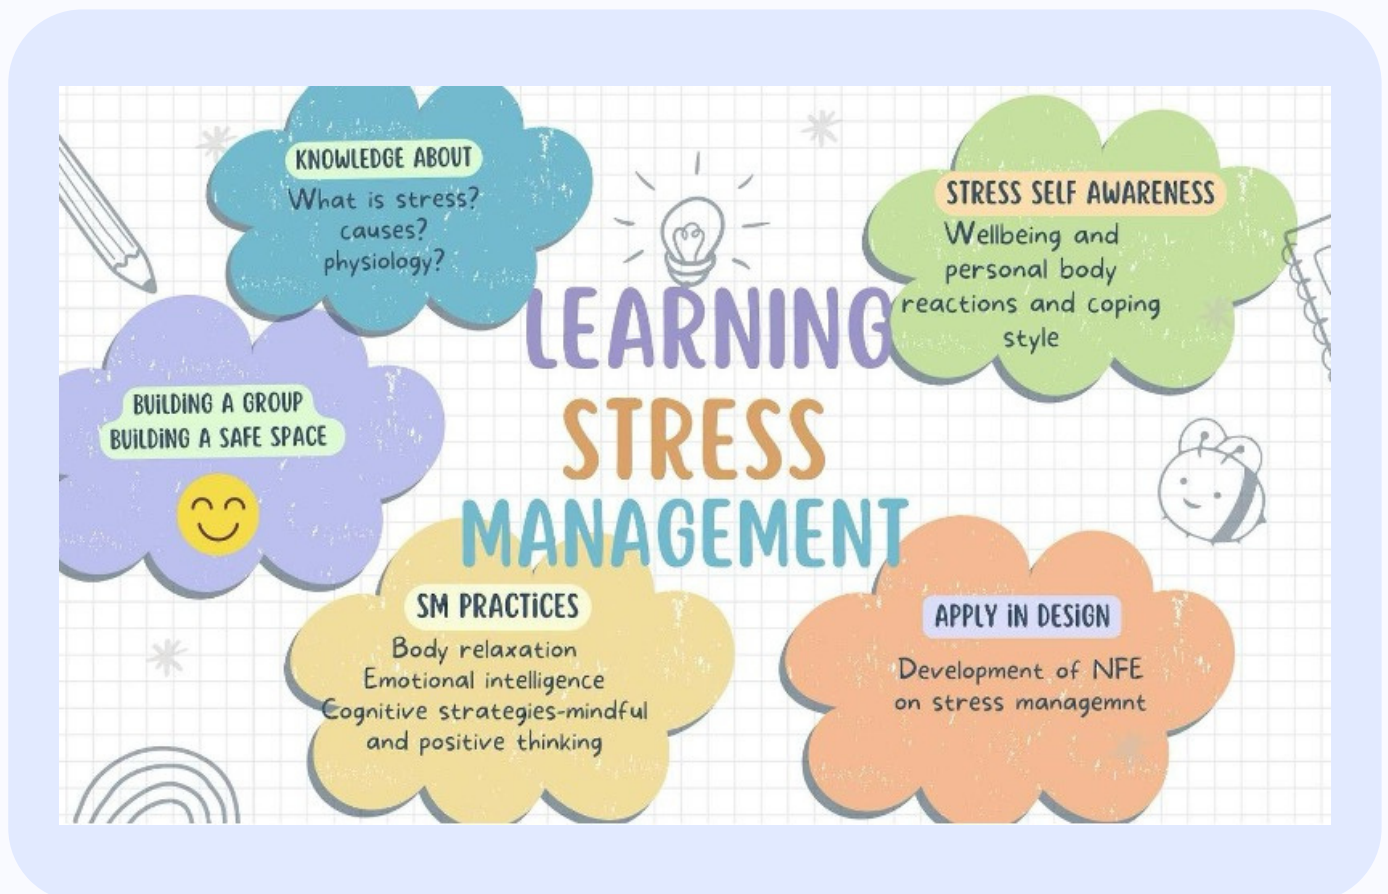 KNOWLEDGE ABOUT
What is stress?
causes?
physiology?
STRESS SELF AWARENESS
Wellbeing and
personal body
reactions and coping
style
LEARNING
STRESS
MANAGEMENT
BUILDING A GROUP
BUILDING A SAFE SPACE
SM PRACTICES
Body relaxation
Emotional intelligence
Cognitive strategies-mindful
and positive thinking
APPLY IN DESIGN
Development of NFE
on stress managemnt